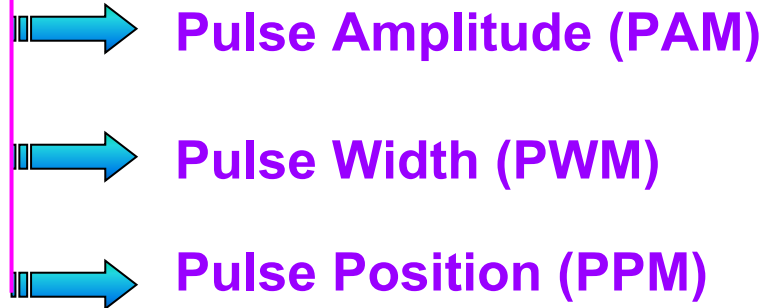 Pulse Amplitude (PAM)
Pulse Width (PWM)
Pulse Position (PPM)